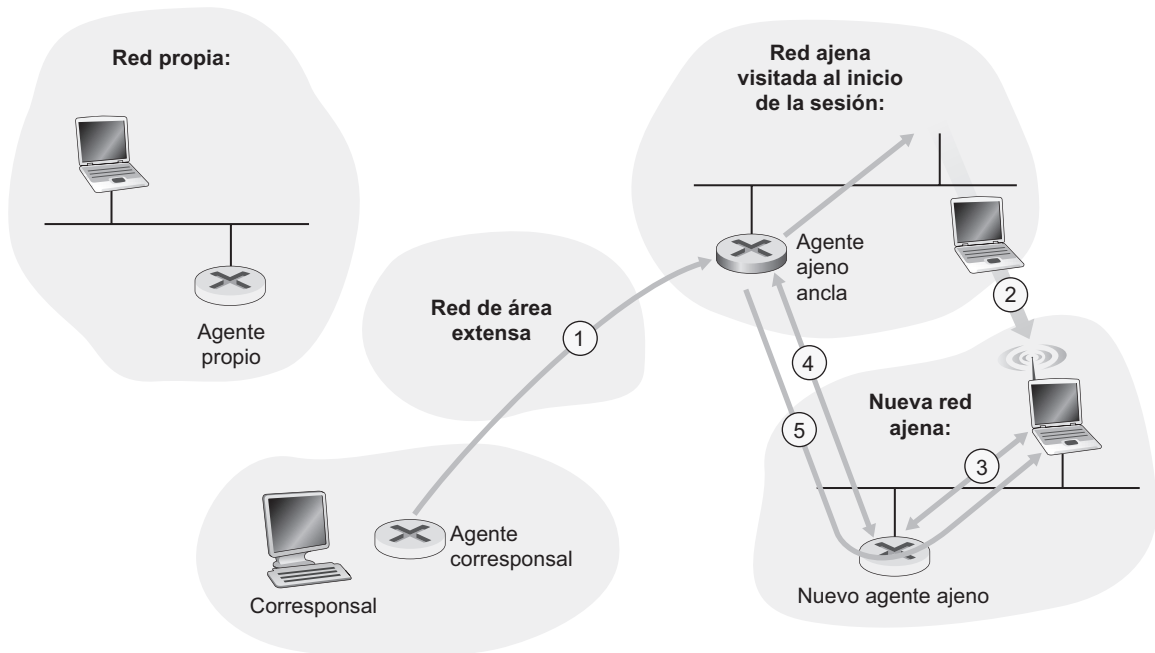 Red propia:
Agente
propio
Red de área
extensa
1
Corresponsal
Agente
corresponsal
Red ajena
visitada al inicio
de la sesión:
Agente
ajeno
ancla
2
4
5
Nueva red
ajena:
3
Nuevo agente ajeno